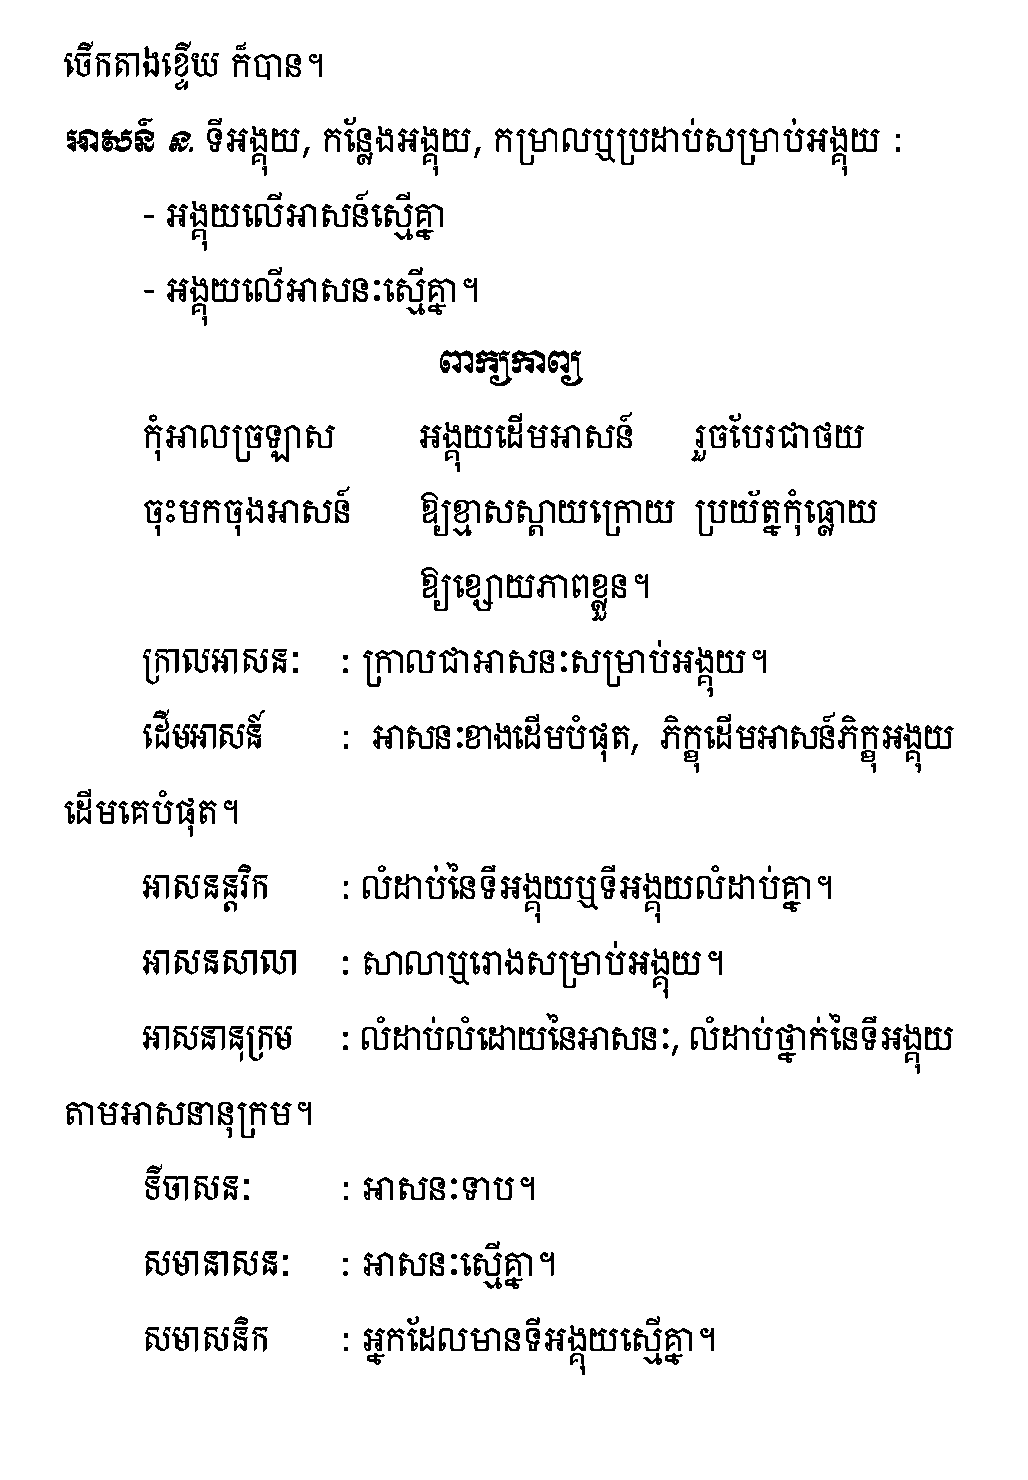 ចើកតាងខ្ទើយ ក៏បាន។
អាសន៍ ន. ទីអង្គុយ, កន្លែងអង្គុយ, កម្រាលឬប្រដាប់សម្រាប់អង្គុយ :
- អង្គុយលើអាសន៍ស្មើគ្នា
- អង្គុយលើអាសនៈស្មើគ្នា។
ពាក្យកាព្យ
កុំអាលច្រឡាស អង្គុយដើមអាសន៍ រួចបែរជាថយ
ចុះមកចុងអាសន៍ ឱ្យខ្មាសស្ដាយក្រោយ ប្រយ័ត្នកុំធ្លោយ
ឱ្យខ្សោយភាពខ្លួន។
ក្រាលអាសនៈ : ក្រាលជាអាសនៈសម្រាប់អង្គុយ។
ដើមអាសន៍ : អាសនៈខាងដើមបំផុត, ភិក្ខុដើមអាសន៍ភិក្ខុអង្គុយ
ដើមគេបំផុត។
អាសនន្តរិក : លំដាប់នៃទីអង្គុយឬទីអង្គុយលំដាប់គ្នា។
អាសនសាលា : សាលាឬរោងសម្រាប់អង្គុយ។
អាសនានុក្រម : លំដាប់លំដោយនៃអាសនៈ, លំដាប់ថ្នាក់នៃទីអង្គុយ
តាមអាសនានុក្រម។
ទីចាសនៈ : អាសនៈទាប។
សមានាសនៈ : អាសនៈស្មើគ្នា។
សមាសនិក : អ្នកដែលមានទីអង្គុយស្មើគ្នា។